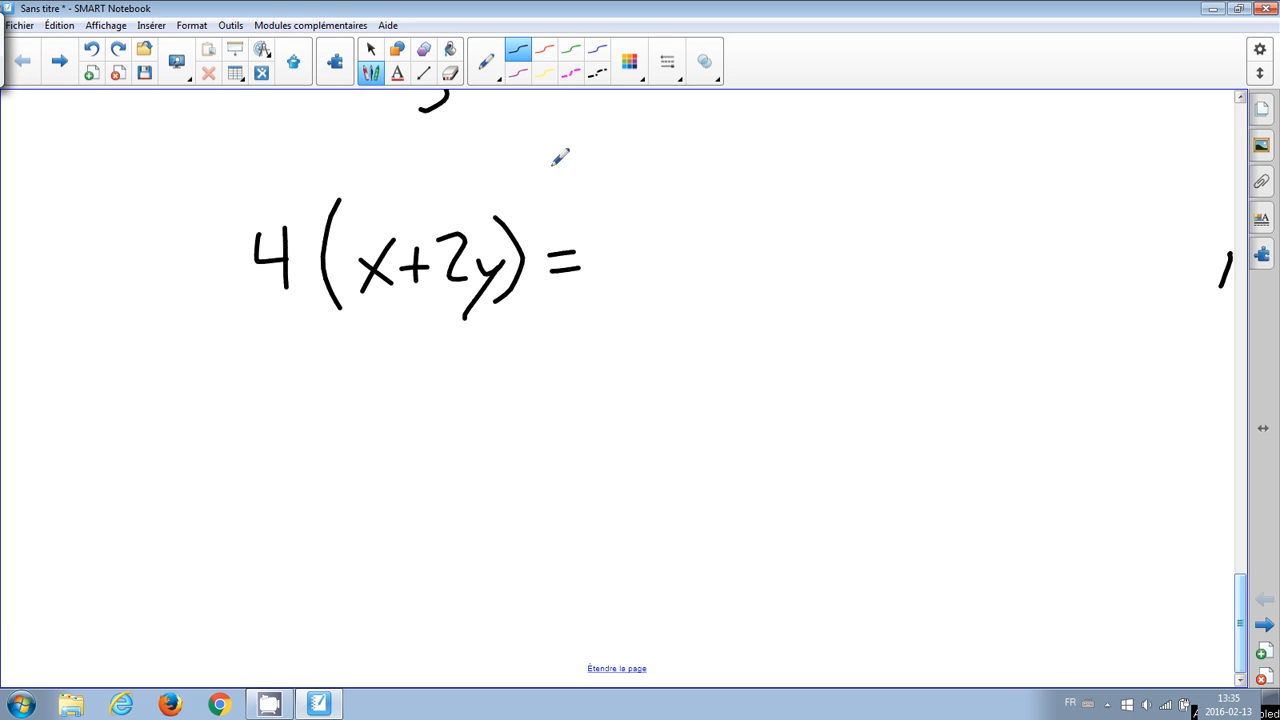 Sans titre * - SMART Notebook
Fichier Édition Affichage Insérer Format Outils Modules complémentaires Aide
4(x+2y)=
Étendre la page
FR
13:35
2016-02-13